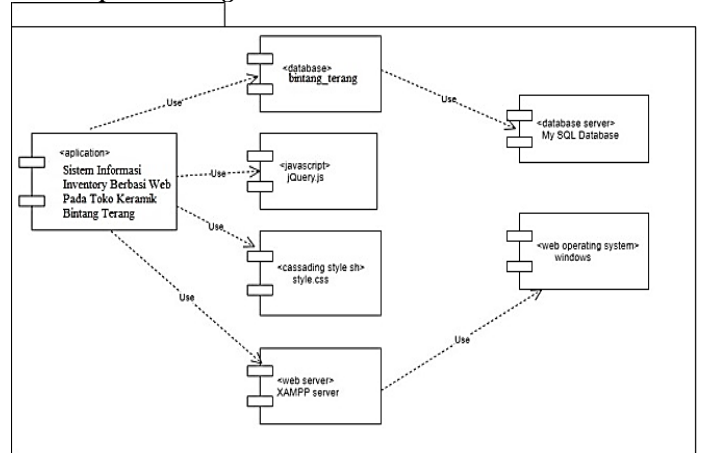 <database>
bintang_terang
Use
Use
<database server>
My SQL Database
<aplication>
Sistem Informasi
Inventory Berbasi Web
Pada Toko Keramik
Bintang Terang
<javascript>
jQuery.js
Use
Use
<cassading style sh>
style.css
<web operating system>
windows
Use
Use
<web server>
XAMPP server